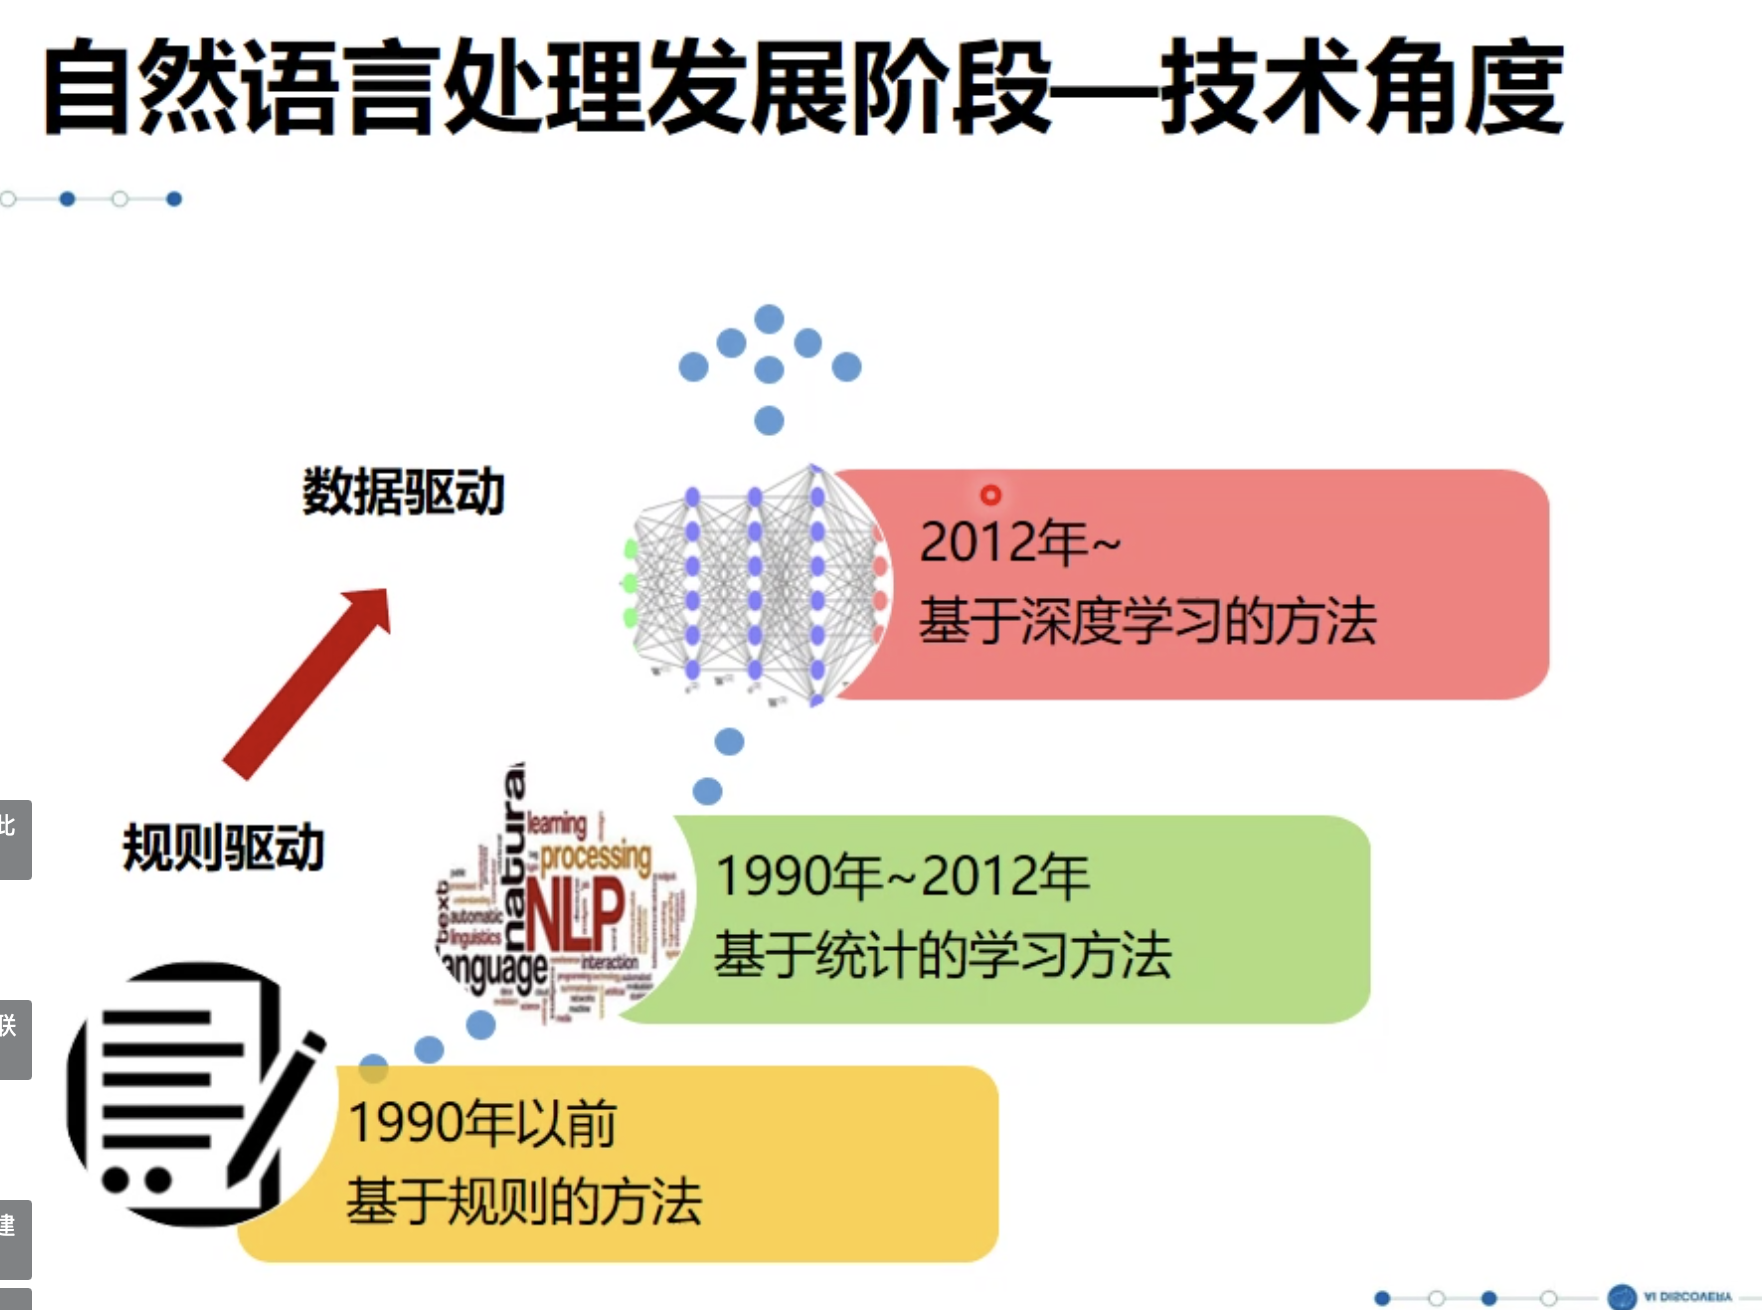 自然语言处理发展阶段—技术角度
数据驱动
2012年~
基于深度学习的方法
规则驱动
natural
learning
processing
NLP
text
automatic
linguistics
language
interaction
1990年~2012年
基于统计的学习方法
1990年以前
基于规则的方法
比
联
建